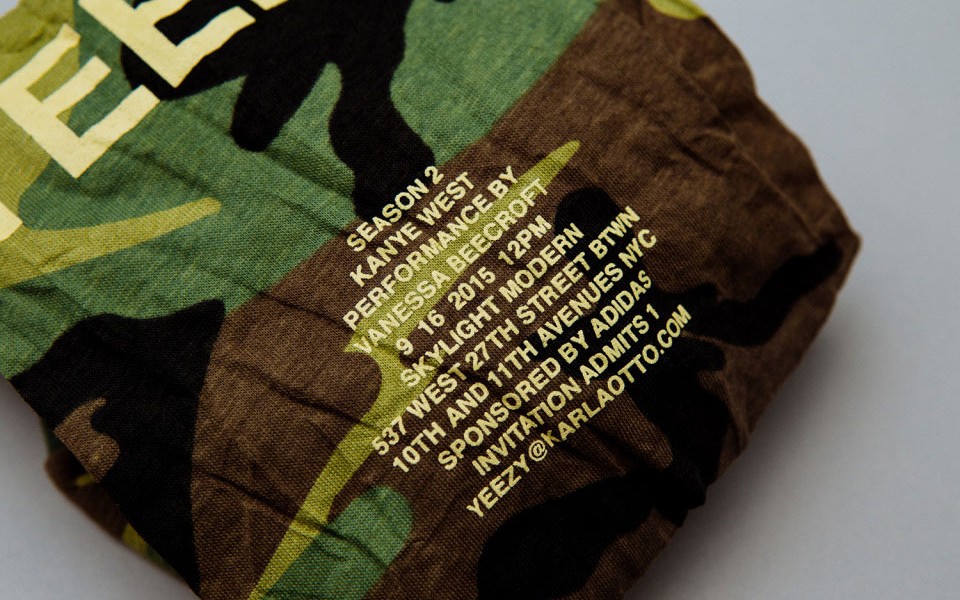 EE
SEASON 2
KANYE WEST
PERFORMANCE BY
VANESSA BEECROFT
9 16 2015 12PM
SKYLIGHT MODERN
537 WEST 27TH STREET BTWN
10TH AND 11TH AVENUES NYC
SPONSORED BY ADIDAS
INVITATION ADMITS 1
YEEZY@KARLAOTTO.COM